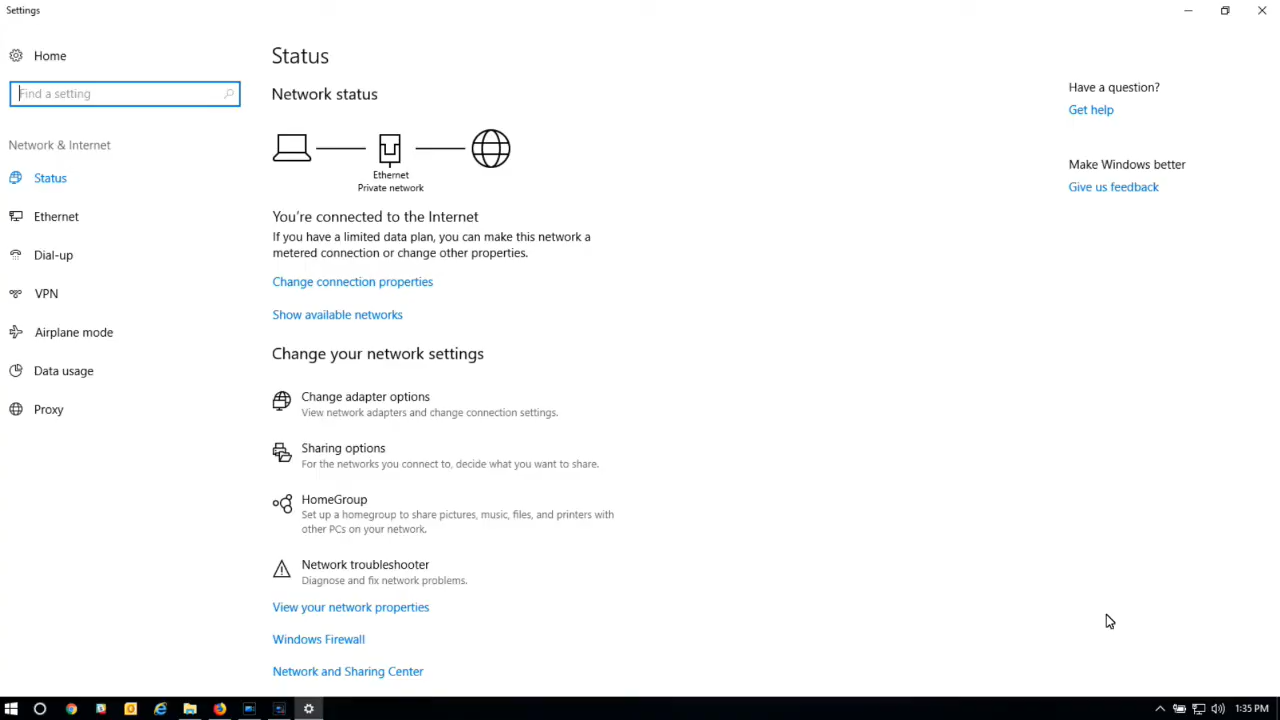 Settings
Home
Find a setting
Network & Internet
Status
Ethernet
Dial-up
VPN
Airplane mode
Data usage
Proxy
Status
Network status
Ethernet
Private network
You're connected to the Internet
If you have a limited data plan, you can make this network a
metered connection or change other properties.
Change connection properties
Show available networks
Change your network settings
Change adapter options
View network adapters and change connection settings.
Sharing options
For the networks you connect to, decide what you want to share.
HomeGroup
Set up a homegroup to share pictures, music, files, and printers with
other PCs on your network.
Network troubleshooter
Diagnose and fix network problems.
View your network properties
Windows Firewall
Network and Sharing Center
Have a question?
Get help
Make Windows better
Give us feedback
1:35 PM